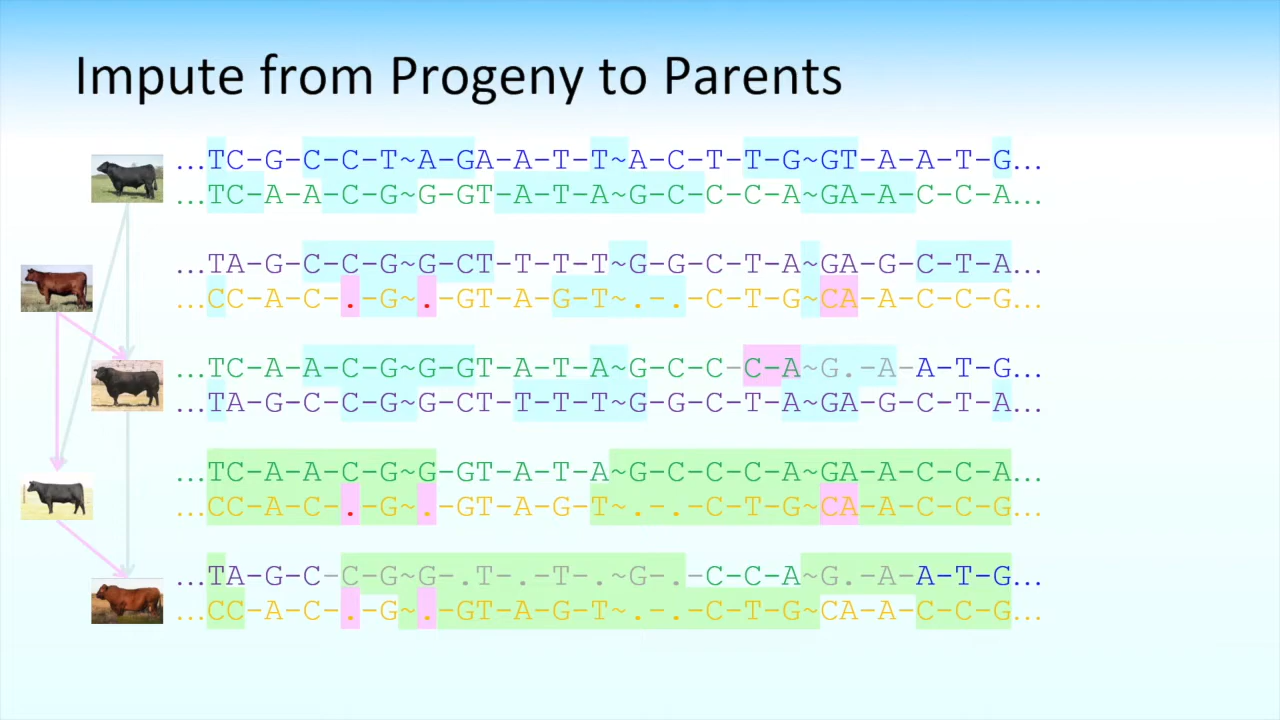 Impute from Progeny to Parents
…TC-G-C-C-T~A-GA-A-T-T~A-C-T-T-G~GT-A-A-T-G…
…TC-A-A-C-G~G-GT-A-T-A~G-C-C-C-A~GA-A-C-C-A…
…TA-G-C-C-G~G-CT-T-T-T~G-G-C-T-A~GA-G-C-T-A…
…CC-A-C-.-G~.-GT-A-G-T~.-.-C-T-G~CA-A-C-C-G…
…TC-A-A-C-G~G-GT-A-T-A~G-C-C-C-A~G.-A-A-T-G…
…TA-G-C-C-G~G-CT-T-T-T~G-G-C-T-A~GA-G-C-T-A…
…TC-A-A-C-G~G-GT-A-T-A~G-C-C-C-A~GA-A-C-C-A…
…CC-A-C-.-G~.-GT-A-G-T~.-.-C-T-G~CA-A-C-C-G…
…TA-G-C-C-G~G-.T-.-T-.~G-.-C-C-A~G.-A-A-T-G…
…CC-A-C-.-G~.-GT-A-G-T~.-.-C-T-G~CA-A-C-C-G…